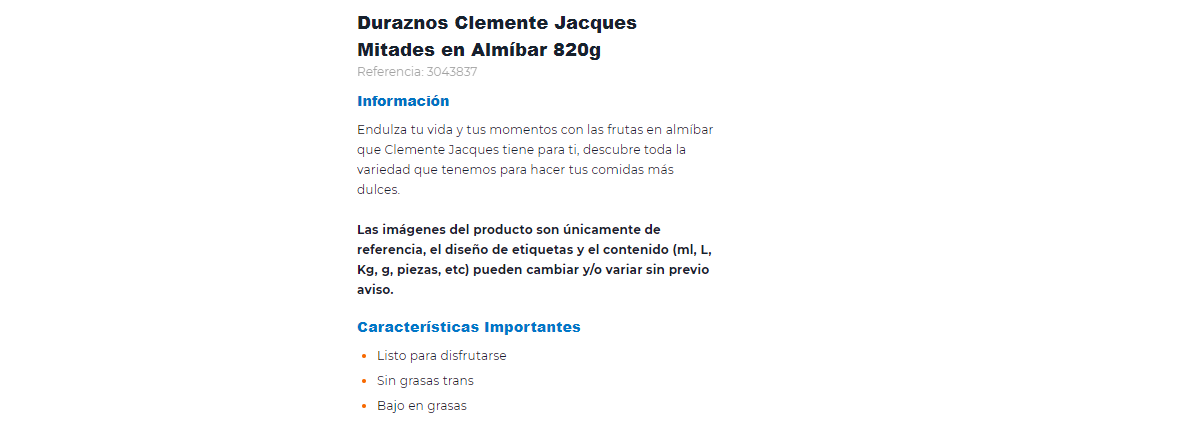 Duraznos Clemente Jacques
Mitades en Almíbar 820g
Referencia: 3043837
Información
Endulza tu vida y tus momentos con las frutas en almíbar
que Clemente Jacques tiene para ti, descubre toda la
variedad que tenemos para hacer tus comidas más
dulces.
Las imágenes del producto son únicamente de
referencia, el diseño de etiquetas y el contenido (ml, L,
Kg, g, piezas, etc) pueden cambiar y/o variar sin previo
aviso.
Características Importantes
• Listo para disfrutarse
• Sin grasas trans
• Bajo en grasas